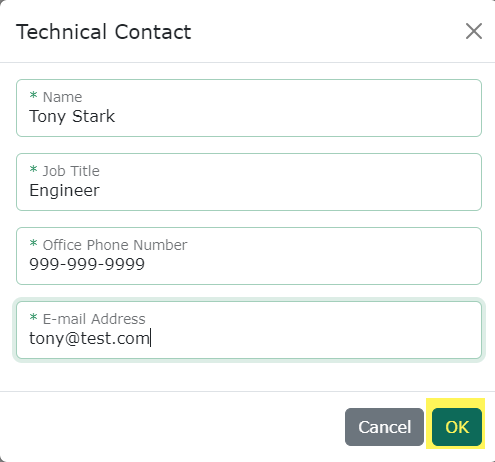 Technical Contact
* Name
Tony Stark
* Job Title
Engineer
* Office Phone Number
999-999-9999
* E-mail Address
tony@test.com
Cancel
OK